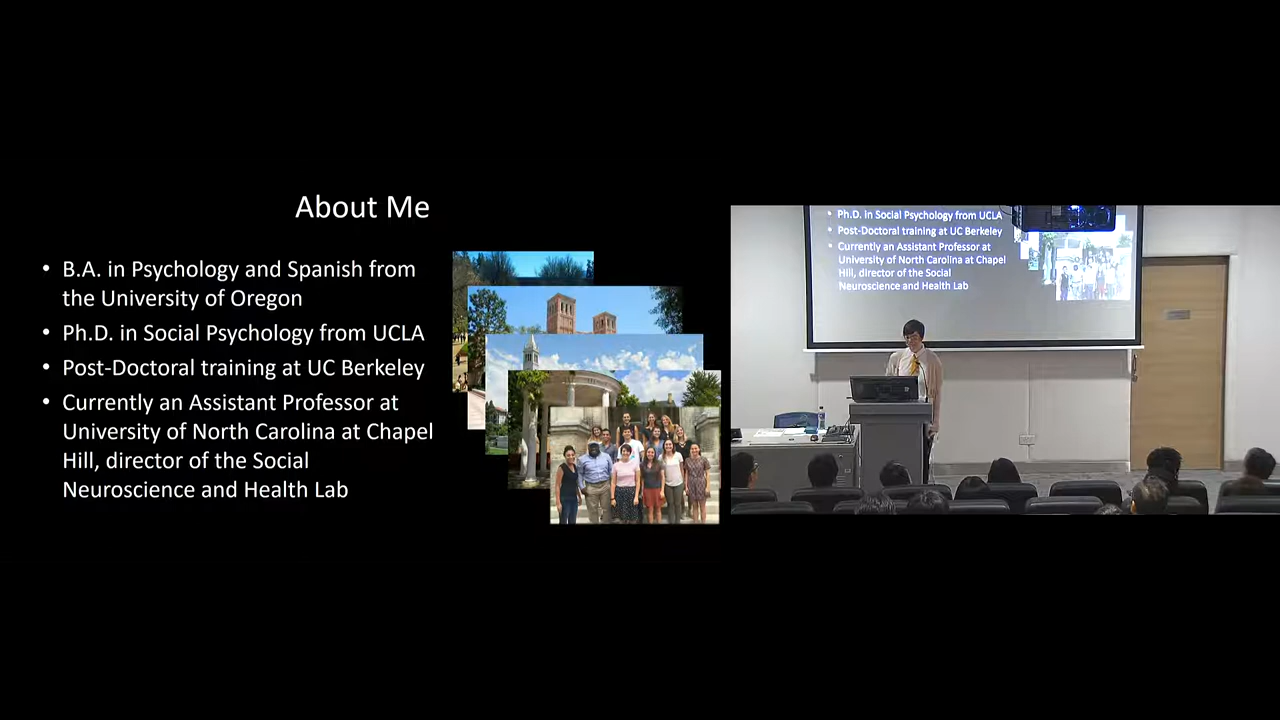 About Me
• B.A. in Psychology and Spanish from
the University of Oregon
• Ph.D. in Social Psychology from UCLA
• Post-Doctoral training at UC Berkeley
• Currently an Assistant Professor at
University of North Carolina at Chapel
Hill, director of the Social
Neuroscience and Health Lab
• Ph.D. in Social Psychology from UCLA
• Post-Doctoral training at UC Berkeley
• Currently an Assistant Professor at
University of North Carolina at Chapel
Hill, director of the Social
Neuroscience and Health Lab